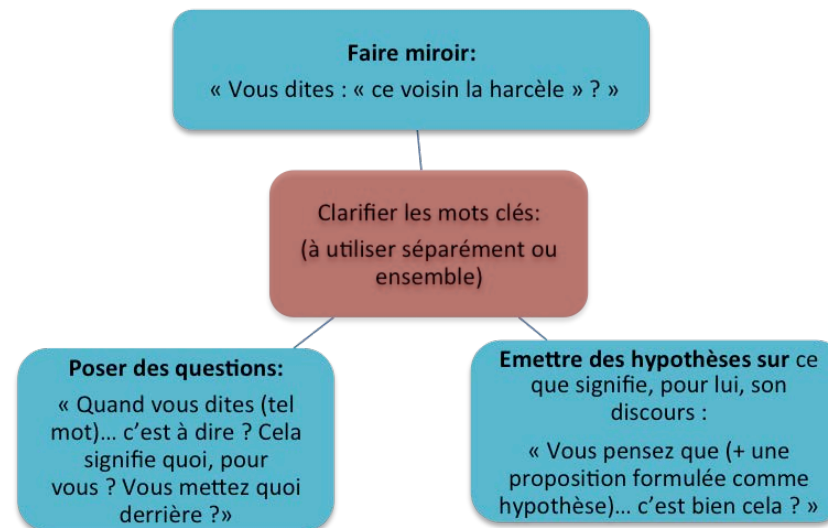 Faire miroir:
« Vous dites : « ce voisin la harcèle » ? »
Clarifier les mots clés:
(à utiliser séparément ou
ensemble)
Poser des questions:
« Quand vous dites (tel
mot)… c’est à dire ? Cela
signifie quoi, pour
vous ? Vous mettez quoi
derrière ?»
Emettre des hypothèses sur ce
que signifie, pour lui, son
discours :
« Vous pensez que (+ une
proposition formulée comme
hypothèse)… c’est bien cela ? »